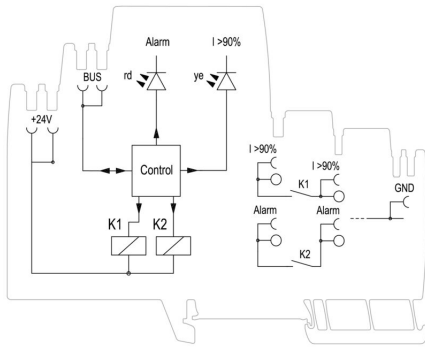 Alarm
I >90%
BUS
rd
ye
+24V
Control
I >90%
I >90%
K1
GND
K1
K2
Alarm
Alarm
K2